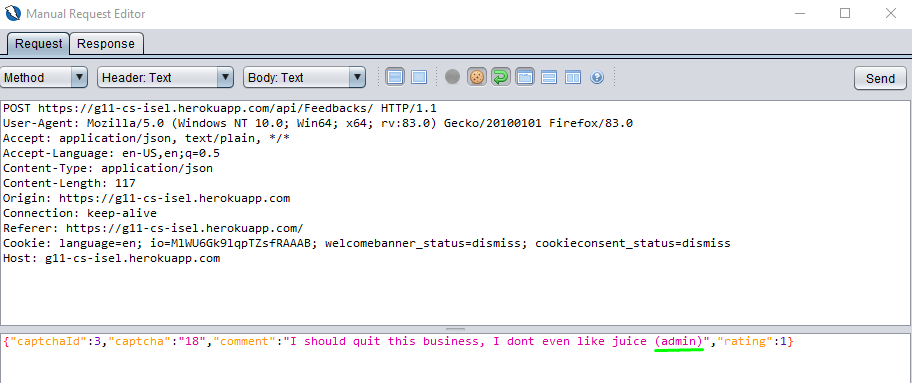 Manual Request Editor
Request Response
Method Header: Text Body: Text Send
POST https://g11-cs-isel.herokuapp.com/api/Feedbacks/ HTTP/1.1
User-Agent: Mozilla/5.0 (Windows NT 10.0; Win64; x64; rv:83.0) Gecko/20100101 Firefox/83.0
Accept: application/json, text/plain, */*
Accept-Language: en-US,en;q=0.5
Content-Type: application/json
Content-Length: 117
Origin: https://g11-cs-isel.herokuapp.com
Connection: keep-alive
Referer: https://g11-cs-isel.herokuapp.com/
Cookie: language=en; io=MlWU6Gk9lqpTZsfRAAAB; welcomebanner_status=dismiss; cookieconsent_status=dismiss
Host: g11-cs-isel.herokuapp.com
{"captchaId":3,"captcha":"18","comment":"I should quit this business, I dont even like juice (admin)","rating":1}